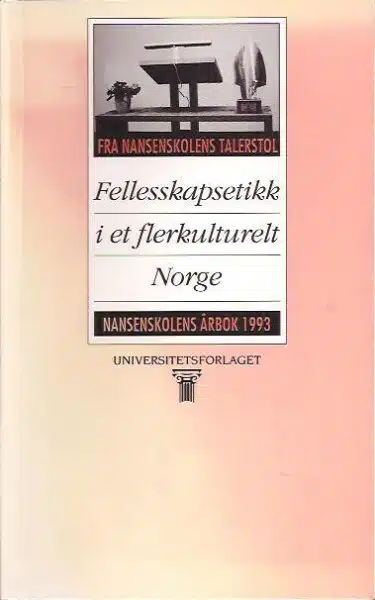 FRA NANSENSKOLENS TALERSTOL
Fellesskapsetikk
i et flerkulturelt
Norge
NANSENSKOLENS ÅRBOK 1993
UNIVERSITETSFORLAGET